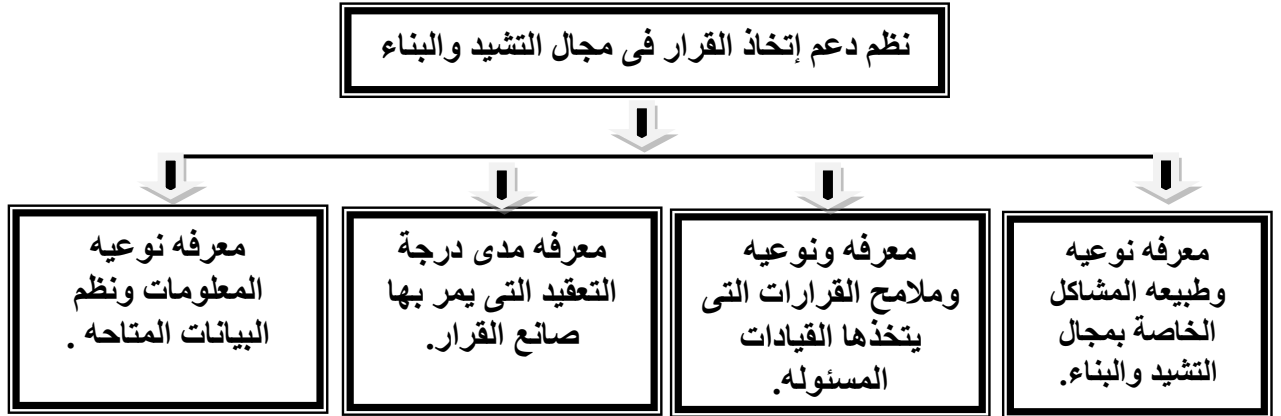 نظم دعم إتخاذ القرار فى مجال التشيد والبناء
معرفه نوعيه
وطبيعه المشاكل
الخاصة بمجال
التشيد والبناء.
معرفه ونوعيه
وملامح القرارات التى
يتخذها القيادات
المسئوله.
معرفه مدى درجة
التعقيد التى يمر بها
صانع القرار.
معرفه نوعيه
المعلومات ونظم
البيانات المتاحه .